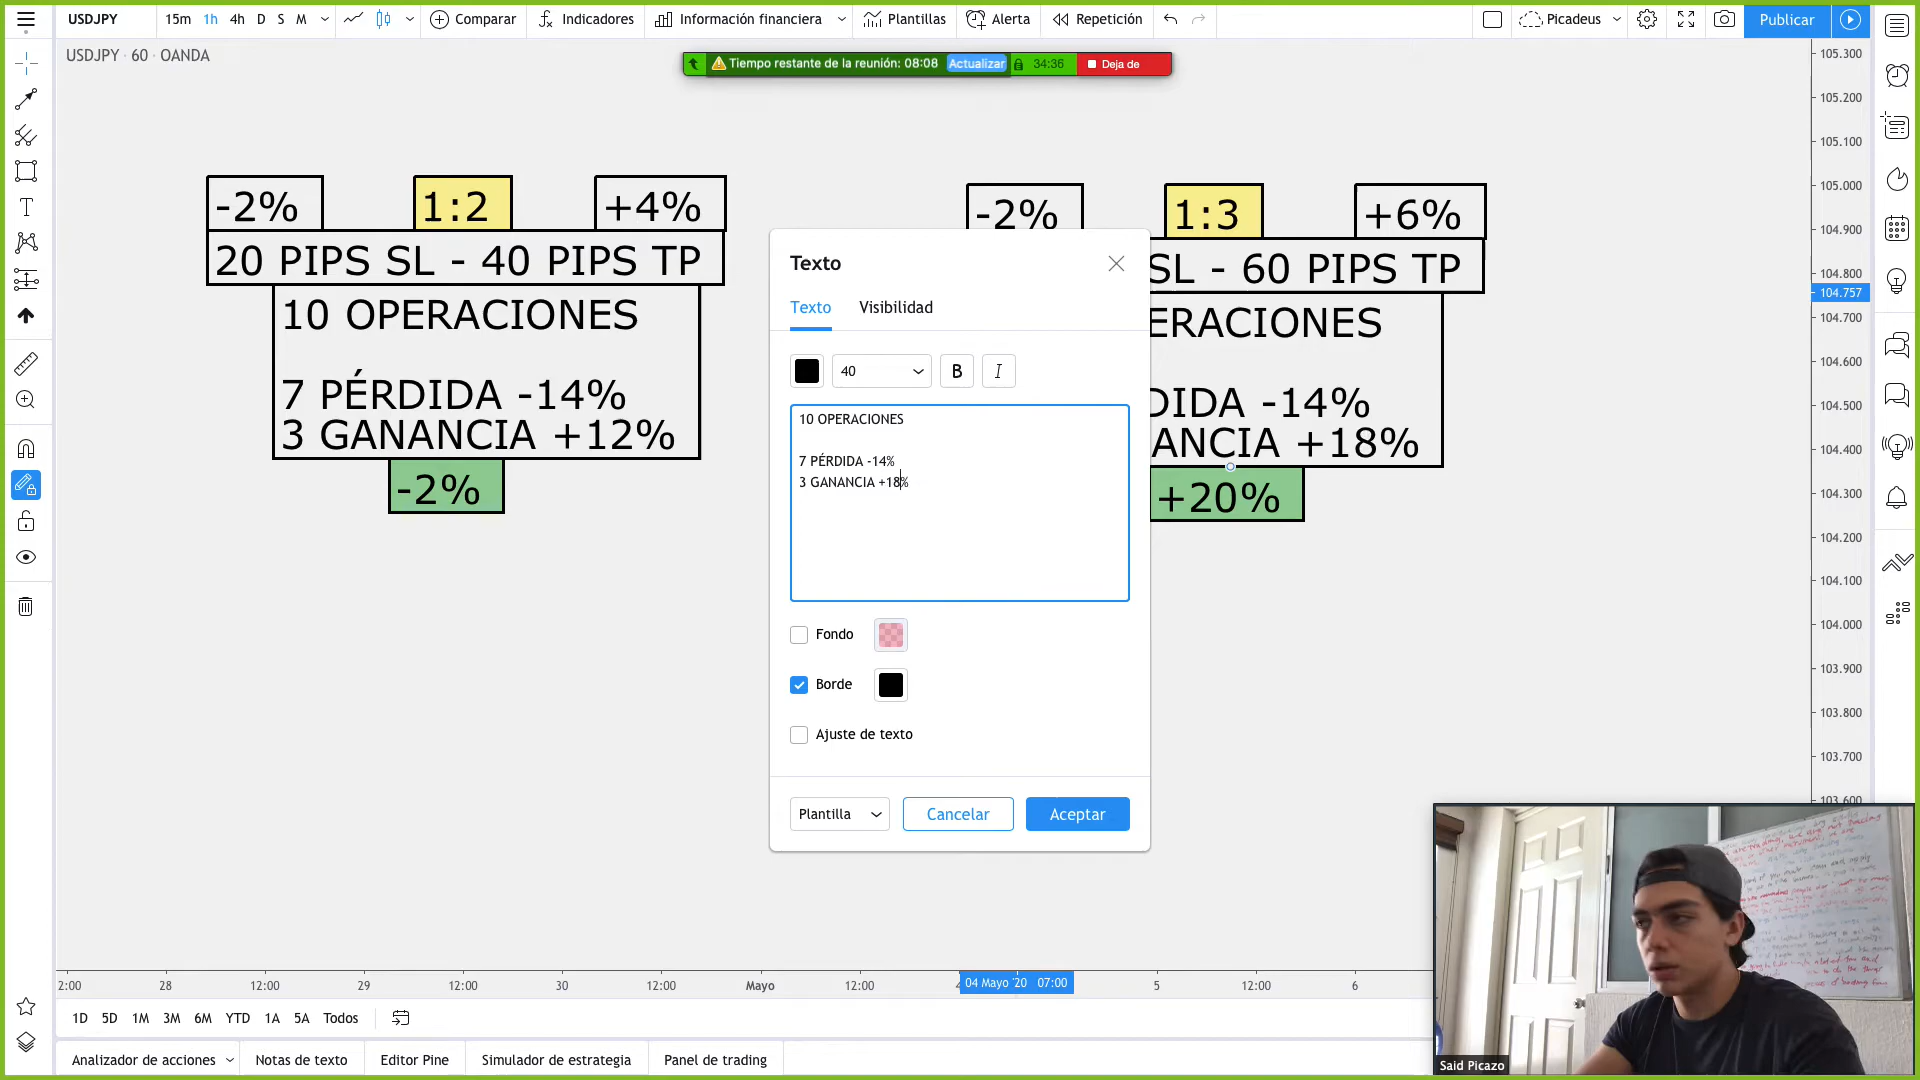 USDJPY
15m 1h 4h D S M
Comparar
Indicadores
Información financiera
Plantillas
Alerta
Repetición
Picadeus
Publicar
USDJPY · 60 · OANDA
Tiempo restante de la reunión: 08:08
Actualizar
34:36
Deja de
-2%
1:2
+4%
20 PIPS SL - 40 PIPS TP
10 OPERACIONES
7 PÉRDIDA -14%
3 GANANCIA +12%
-2%
-2%
1:3
+6%
SL - 60 PIPS TP
ERACIONES
DIDA -14%
ANCIA +18%
+20%
Texto
Texto
Visibilidad
40
B
I
10 OPERACIONES
7 PÉRDIDA -14%
3 GANANCIA +18%
Fondo
Borde
Ajuste de texto
Plantilla
Cancelar
Aceptar
105.300
105.200
105.100
105.000
104.900
104.800
104.757
104.700
104.600
104.500
104.400
104.300
104.200
104.100
104.000
103.900
103.800
103.700
103.600
2:00 28 12:00 29 12:00 30 12:00 Mayo 12:00 04 Mayo '20 07:00 5 12:00 6
1D 5D 1M 3M 6M YTD 1A 5A Todos
Analizador de acciones
Notas de texto
Editor Pine
Simulador de estrategia
Panel de trading
Said Picazo